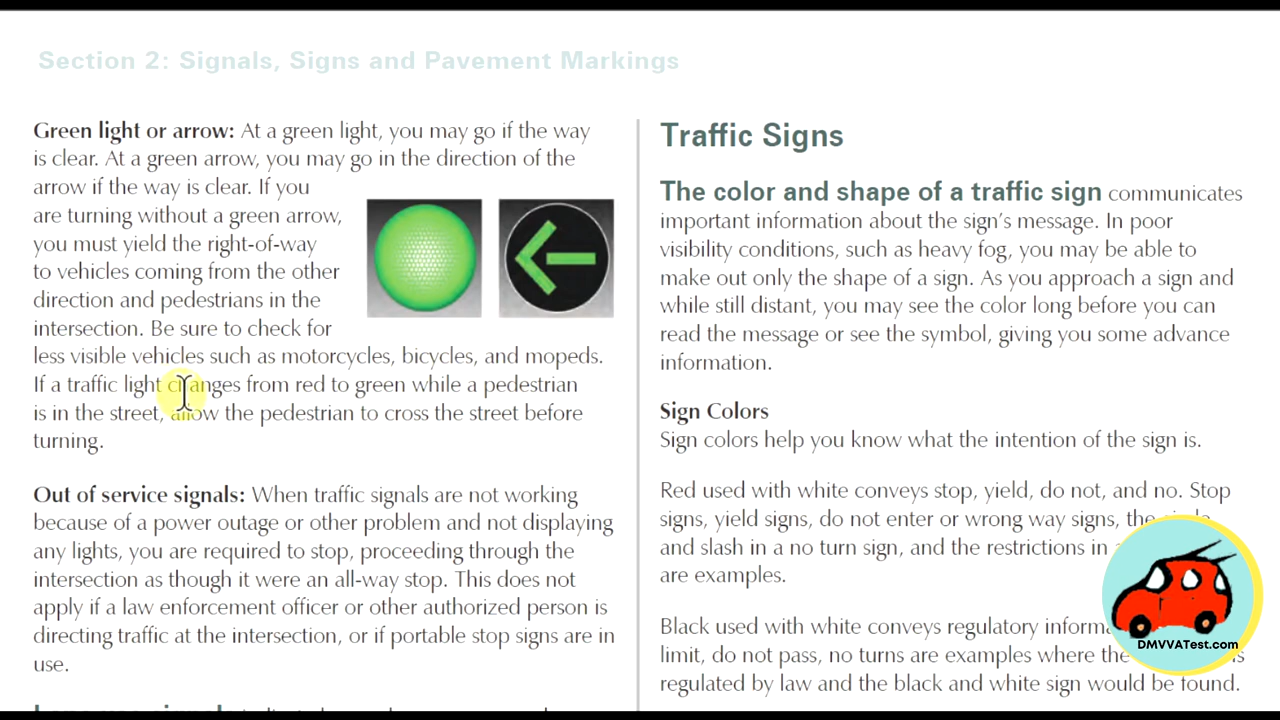 Section 2: Signals, Signs and Pavement Markings
Green light or arrow: At a green light, you may go if the way
is clear. At a green arrow, you may go in the direction of the
arrow if the way is clear. If you
are turning without a green arrow,
you must yield the right-of-way
to vehicles coming from the other
direction and pedestrians in the
intersection. Be sure to check for
less visible vehicles such as motorcycles, bicycles, and mopeds.
If a traffic light changes from red to green while a pedestrian
is in the street, allow the pedestrian to cross the street before
turning.
Out of service signals: When traffic signals are not working
because of a power outage or other problem and not displaying
any lights, you are required to stop, proceeding through the
intersection as though it were an all-way stop. This does not
apply if a law enforcement officer or other authorized person is
directing traffic at the intersection, or if portable stop signs are in
use.
Traffic Signs
The color and shape of a traffic sign communicates
important information about the sign's message. In poor
visibility conditions, such as heavy fog, you may be able to
make out only the shape of a sign. As you approach a sign and
while still distant, you may see the color long before you can
read the message or see the symbol, giving you some advance
information.
Sign Colors
Sign colors help you know what the intention of the sign is.
Red used with white conveys stop, yield, do not, and no. Stop
signs, yield signs, do not enter or wrong way signs, the circle
and slash in a no turn sign, and the restrictions in
are examples.
Black used with white conveys regulatory
limit, do not pass, no turns are examples where
regulated by law and the black and white sign would be found.
DMVVATest.com